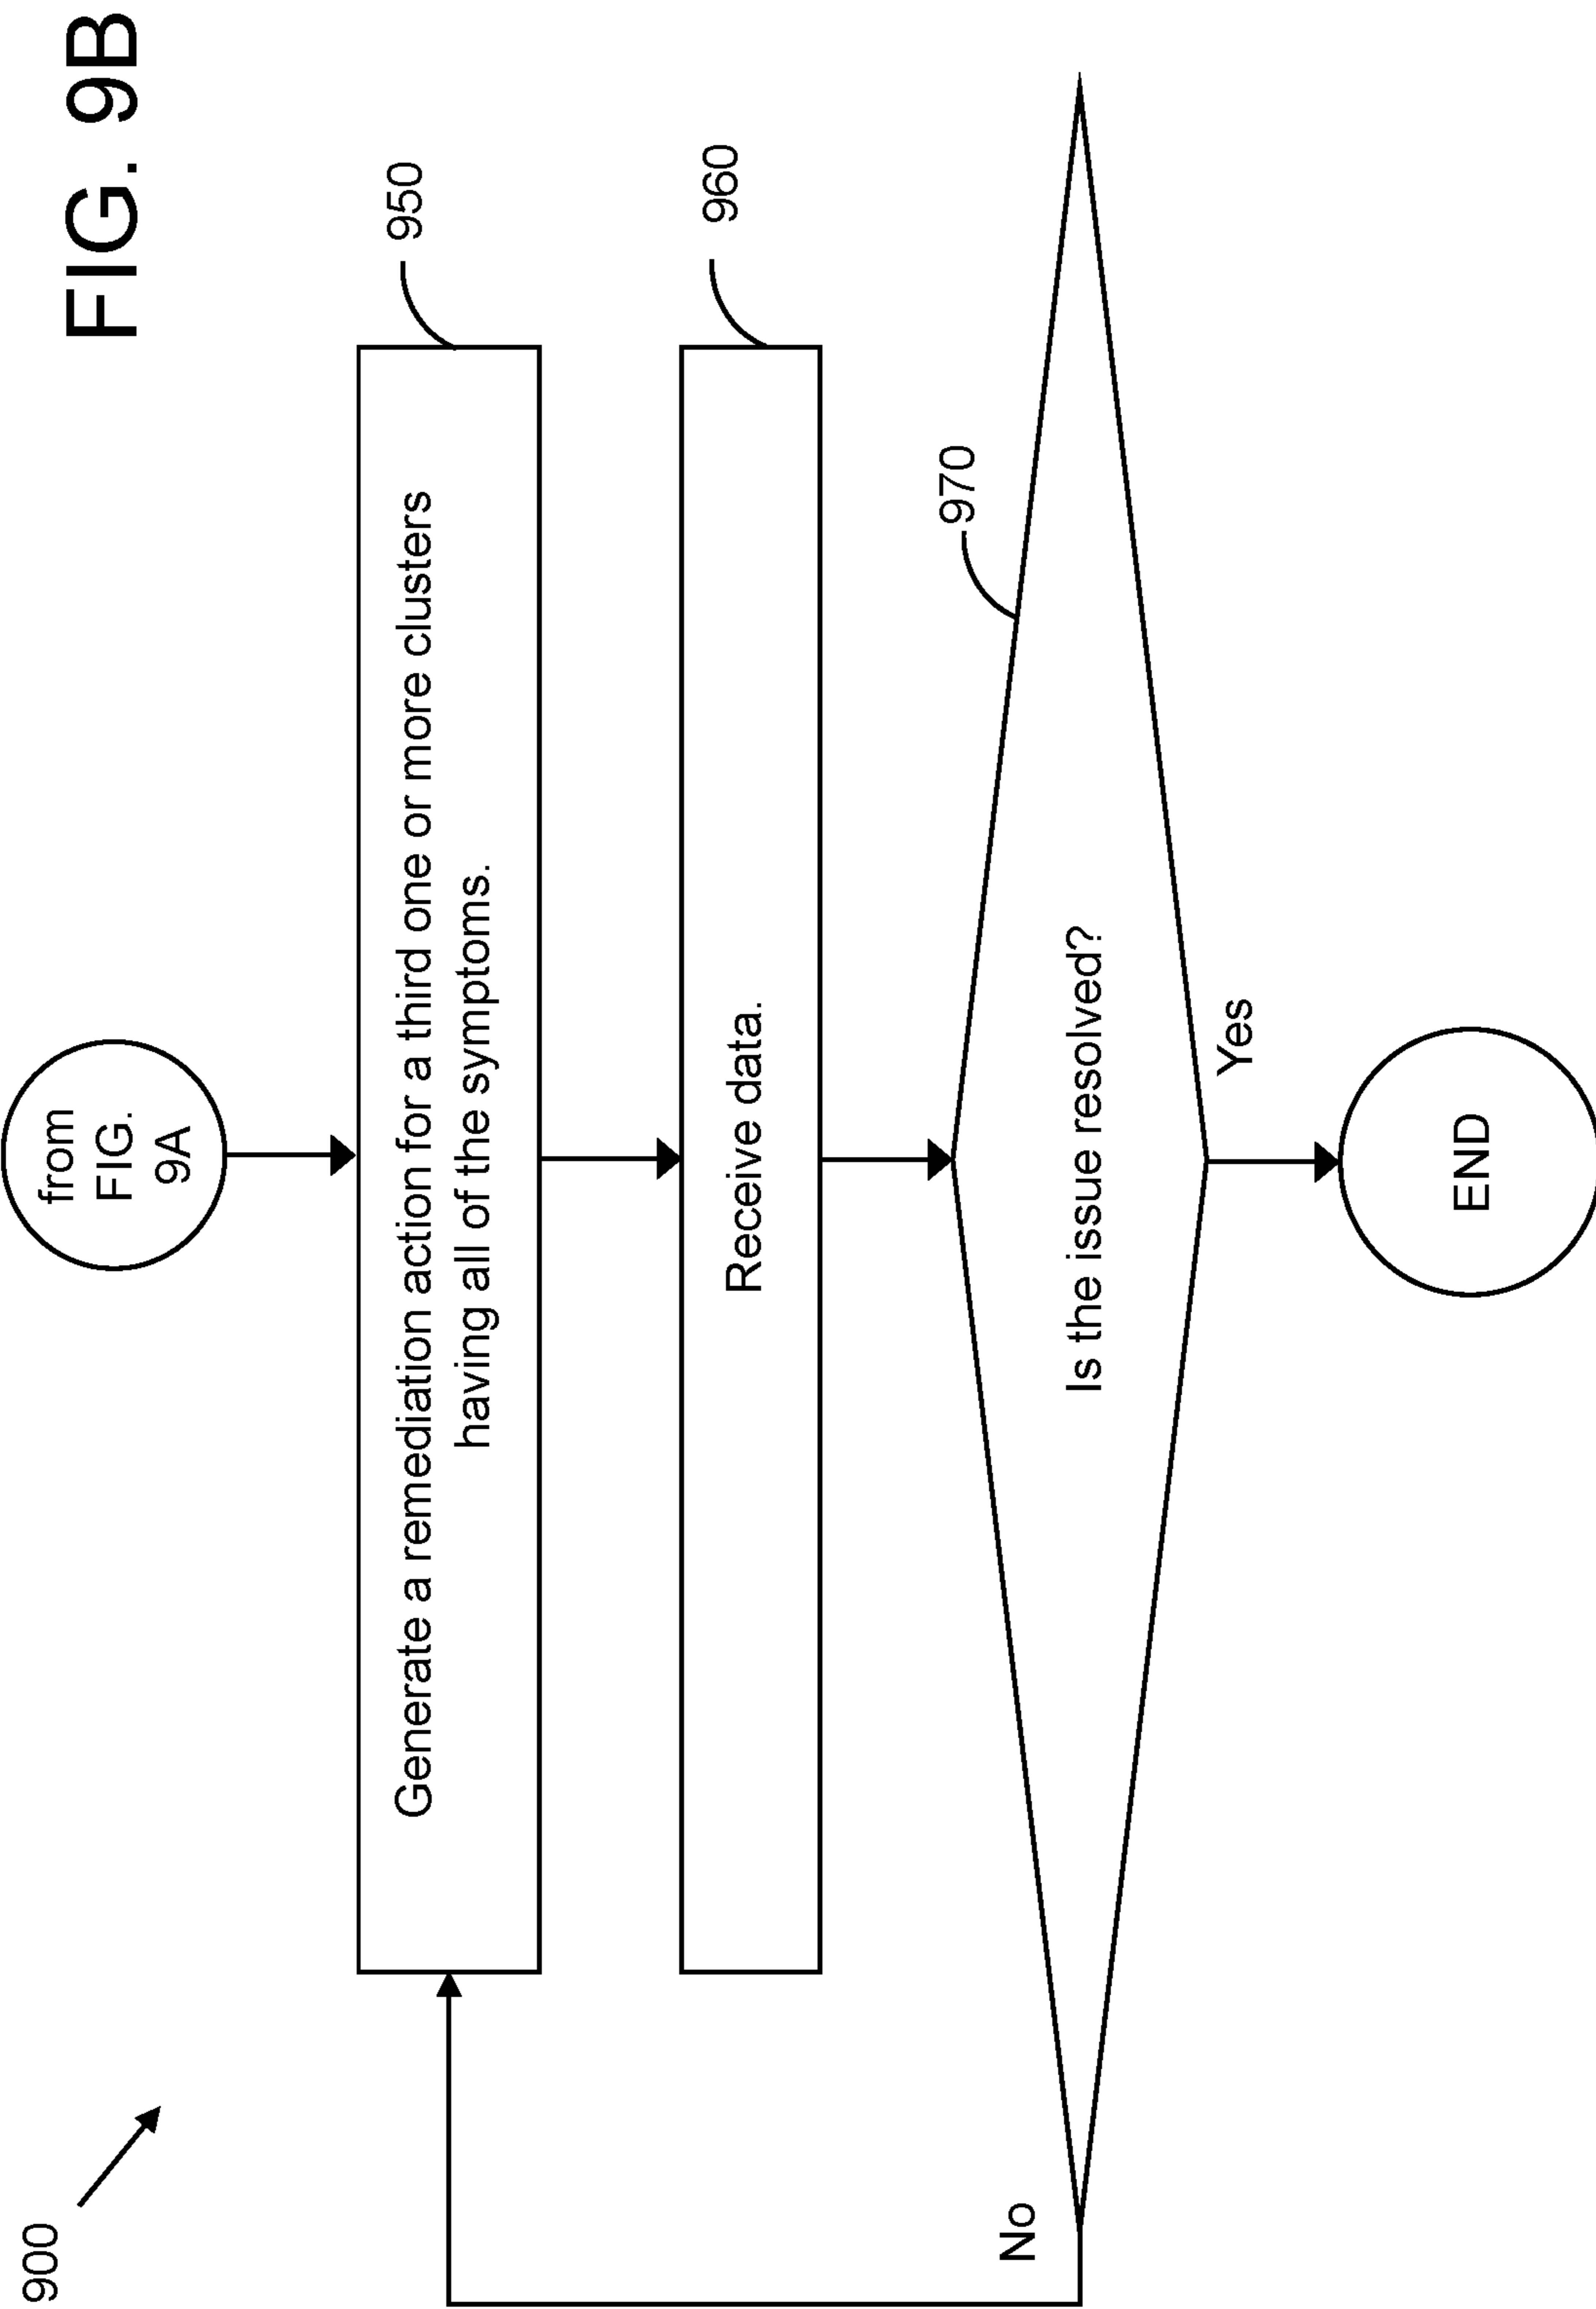 FIG. 9B
900
from
FIG.
9A
Generate a remediation action for a third one or more clusters
having all of the symptoms.
950
Receive data.
960
970
Is the issue resolved?
No
Yes
END